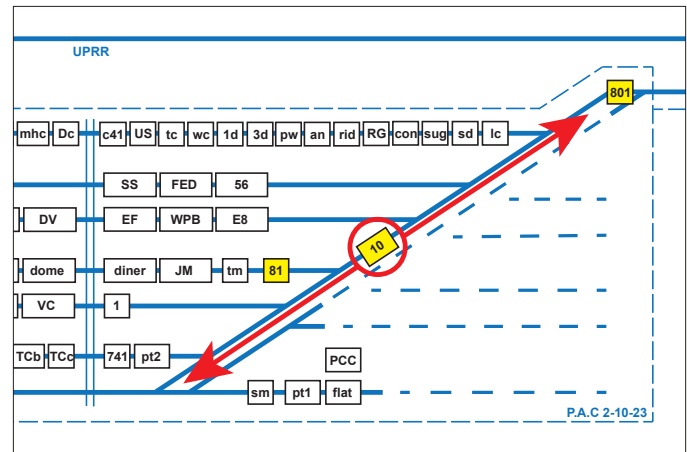 UPRR
801
mhc Dc c41 US tc wc 1d 3d pw an rid RG con sug sd lc
SS FED 56
DV EF WPB E8
10
dome diner JM tm 81
VC 1
TCb TCc 741 pt2 PCC
sm pt1 flat
P.A.C 2-10-23